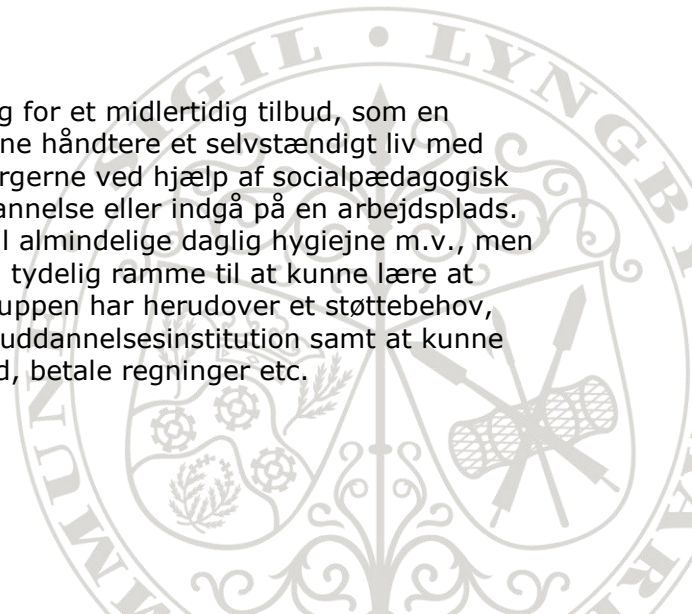 SIGIL • LYNGBY
g for et midlertidig tilbud, som en
ne håndtere et selvstændigt liv med
rgerne ved hjælp af socialpædagogisk
annelse eller indgå på en arbejdsplads.
l almindelige daglig hygiejne m.v., men
tydelig ramme til at kunne lære at
uppen har herudover et støttebehov,
uddannelsesinstitution samt at kunne
d, betale regninger etc.